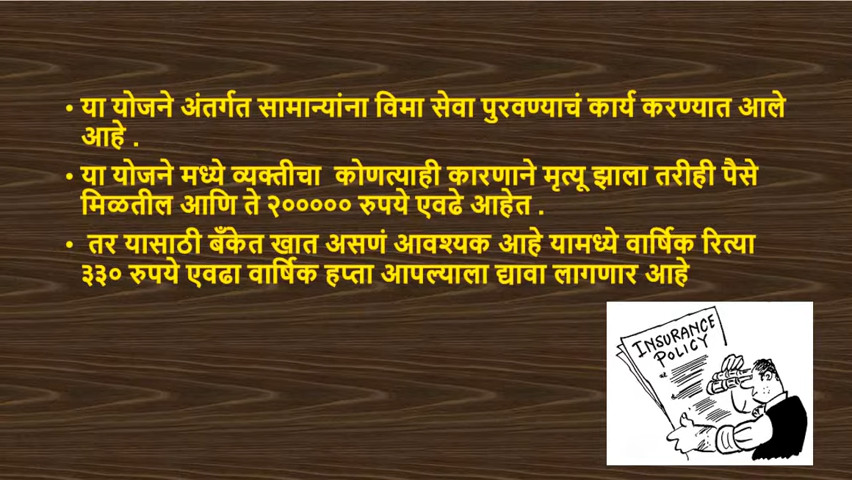 • या योजने अंतर्गत सामान्यांना विमा सेवा पुरवण्याचं कार्य करण्यात आले
आहे .
• या योजने मध्ये व्यक्तीचा कोणत्याही कारणाने मृत्यू झाला तरीही पैसे
मिळतील आणि ते २००००० रुपये एवढे आहेत .
• तर यासाठी बँकेत खात असणं आवश्यक आहे यामध्ये वार्षिक रित्या
३३० रुपये एवढा वार्षिक हप्ता आपल्याला द्यावा लागणार आहे
INSURANCE
POLICY